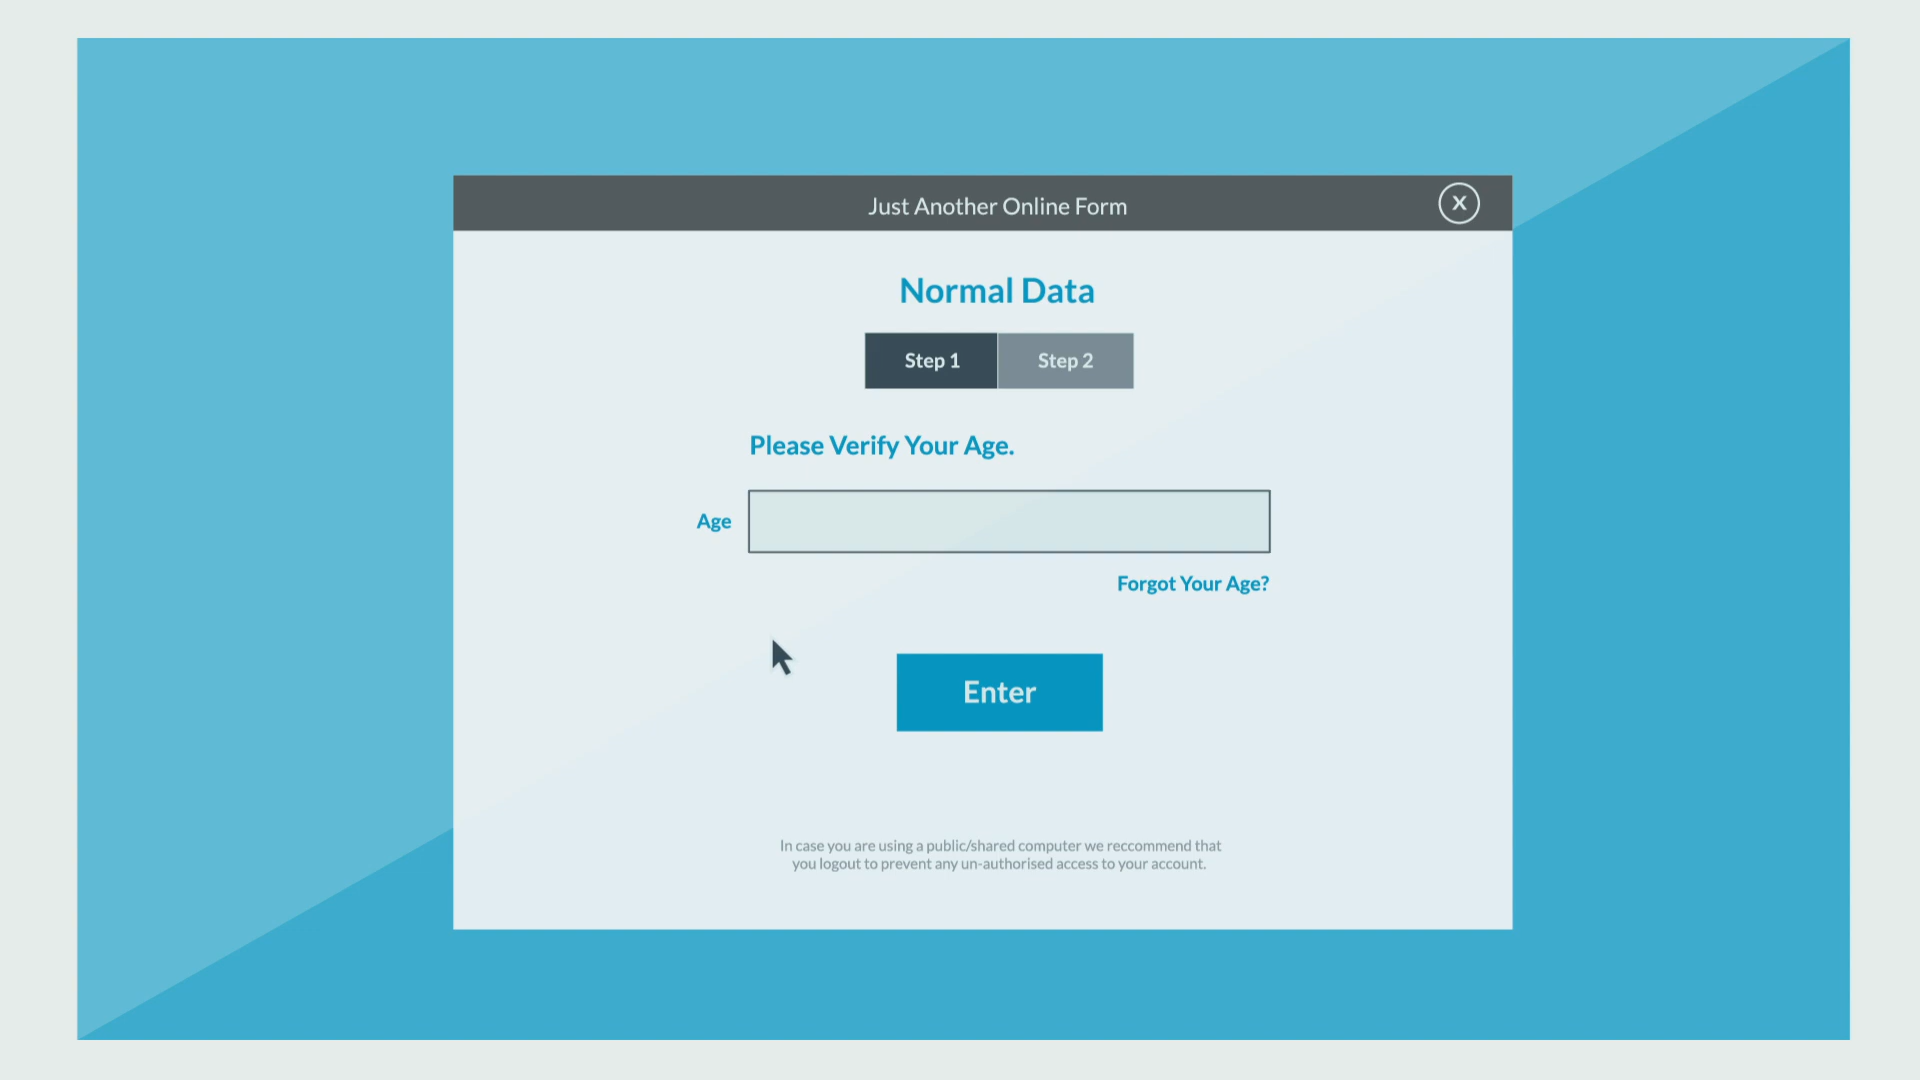 Just Another Online Form
X
Normal Data
Step 1
Step 2
Please Verify Your Age.
Age
Forgot Your Age?
Enter
In case you are using a public/shared computer we reccommend that
you logout to prevent any un-authorised access to your account.